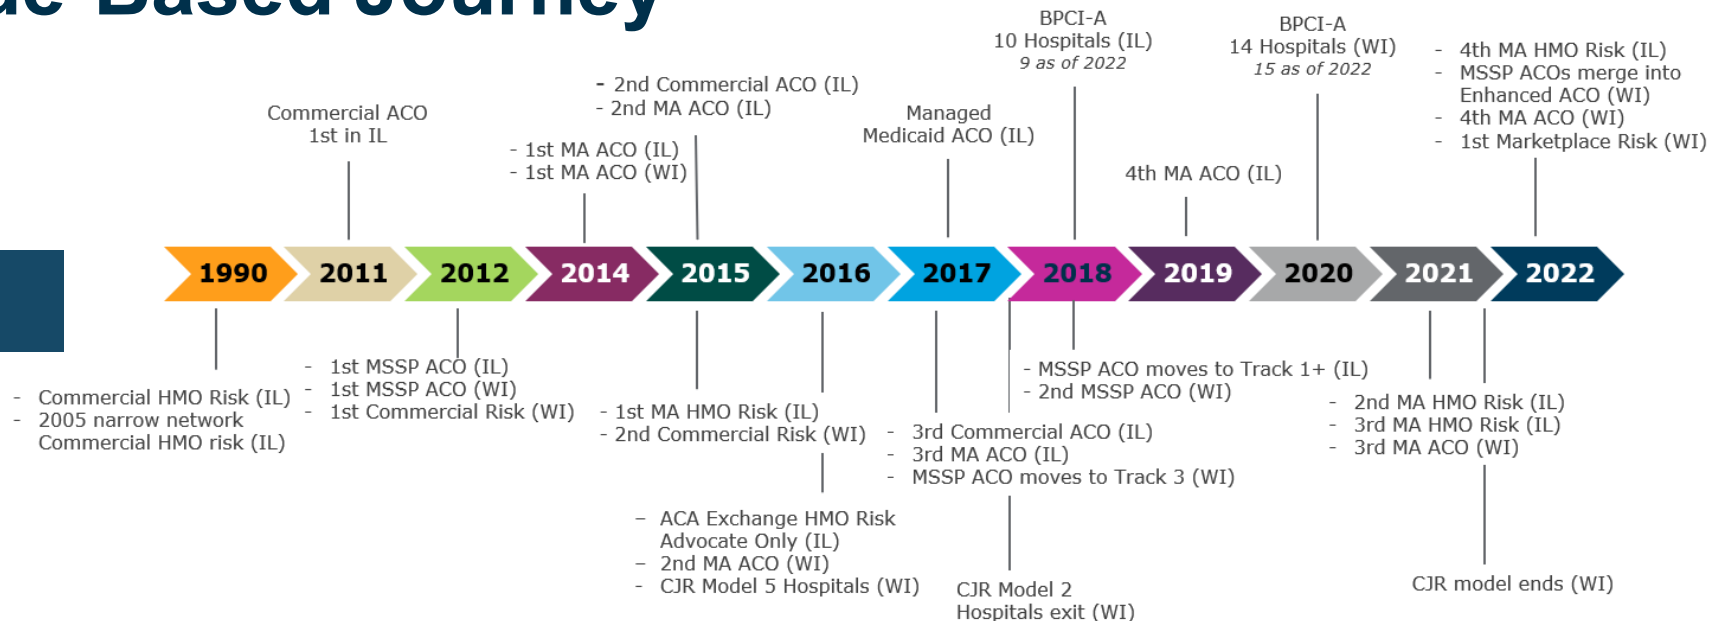 Based Journey
Commercial ACO
1st in IL
- 1st MA ACO (IL)
- 1st MA ACO (WI)
- 2nd Commercial ACO (IL)
- 2nd MA ACO (IL)
Managed
Medicaid ACO (IL)
BPCI-A
10 Hospitals (IL)
9 as of 2022
4th MA ACO (IL)
BPCI-A
14 Hospitals (WI)
15 as of 2022
- 4th MA HMO Risk (IL)
- MSSP ACOs merge into
Enhanced ACO (WI)
- 4th MA ACO (WI)
- 1st Marketplace Risk (WI)
1990 2011 2012 2014 2015 2016 2017 2018 2019 2020 2021 2022
- Commercial HMO Risk (IL)
- 2005 narrow network
Commercial HMO risk (IL)
- 1st MSSP ACO (IL)
- 1st MSSP ACO (WI)
- 1st Commercial Risk (WI)
- 1st MA HMO Risk (IL)
- 2nd Commercial Risk (WI)
– ACA Exchange HMO Risk
Advocate Only (IL)
– 2nd MA ACO (WI)
- CJR Model 5 Hospitals (WI)
- 3rd Commercial ACO (IL)
- 3rd MA ACO (IL)
- MSSP ACO moves to Track 3 (WI)
CJR Model 2
Hospitals exit (WI)
- MSSP ACO moves to Track 1+ (IL)
- 2nd MSSP ACO (WI)
- 2nd MA HMO Risk (IL)
- 3rd MA HMO Risk (IL)
- 3rd MA ACO (WI)
CJR model ends (WI)